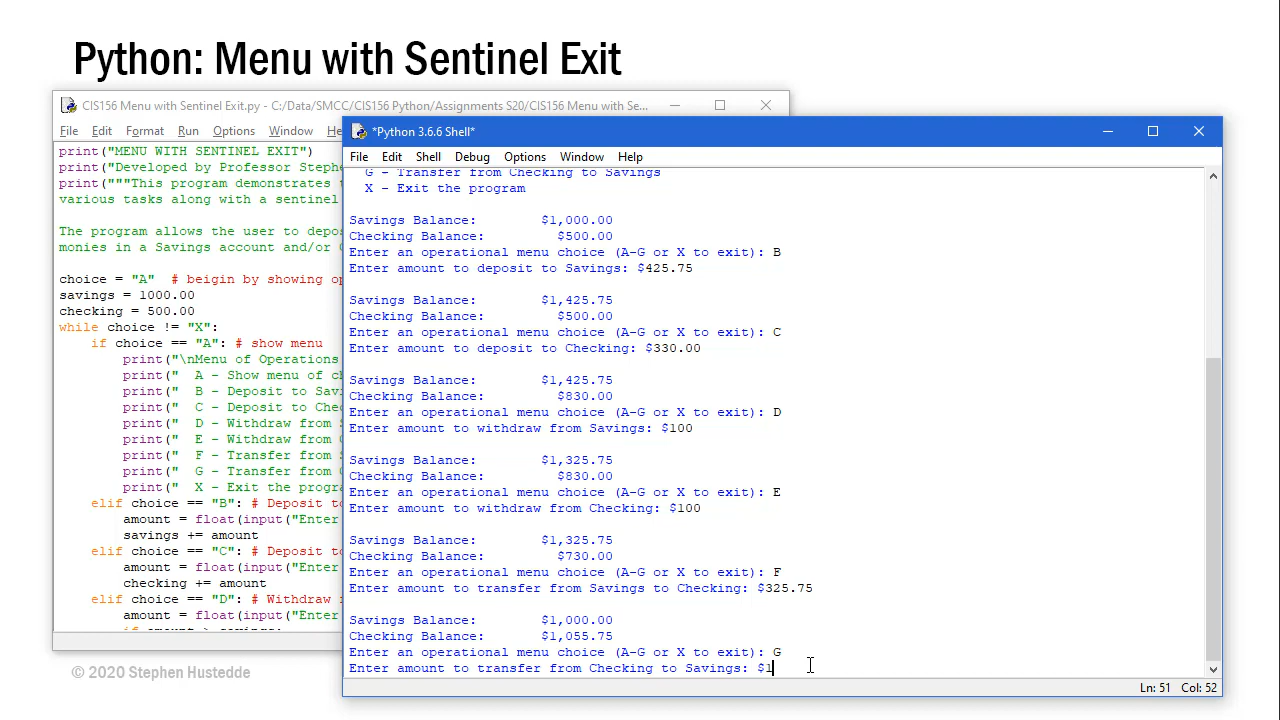 Python: Menu with Sentinel Exit
CIS156 Menu with Sentinel Exit.py - C:/Data/SMCC/CIS156 Python/Assignments S20/CIS156 Menu with Se...
File Edit Format Run Options Window He
print("MENU WITH SENTINEL EXIT")
print("Developed by Professor Steph
print("""This program demonstrates t
various tasks along with a sentinel
The program allows the user to depos
monies in a Savings account and/or C
choice = "A" # beigin by showing op
savings = 1000.00
checking = 500.00
while choice != "X":
if choice == "A": # show menu
print("\nMenu of Operations
print(" A - Show menu of c
print(" B - Deposit to Sav
print(" C - Deposit to Che
print(" D - Withdraw from S
print(" E - Withdraw from C
print(" F - Transfer from S
print(" G - Transfer from C
print(" X - Exit the progra
elif choice == "B": # Deposit to
amount = float(input("Enter
savings += amount
elif choice == "C": # Deposit to
amount = float(input("Enter
checking += amount
elif choice == "D": # Withdraw f
amount = float(input("Enter
if amount > savings:
*Python 3.6.6 Shell*
File Edit Shell Debug Options Window Help
G - Transfer from Checking to Savings
X - Exit the program
Savings Balance: $1,000.00
Checking Balance: $500.00
Enter an operational menu choice (A-G or X to exit): B
Enter amount to deposit to Savings: $425.75
Savings Balance: $1,425.75
Checking Balance: $500.00
Enter an operational menu choice (A-G or X to exit): C
Enter amount to deposit to Checking: $330.00
Savings Balance: $1,425.75
Checking Balance: $830.00
Enter an operational menu choice (A-G or X to exit): D
Enter amount to withdraw from Savings: $100
Savings Balance: $1,325.75
Checking Balance: $830.00
Enter an operational menu choice (A-G or X to exit): E
Enter amount to withdraw from Checking: $100
Savings Balance: $1,325.75
Checking Balance: $730.00
Enter an operational menu choice (A-G or X to exit): F
Enter amount to transfer from Savings to Checking: $325.75
Savings Balance: $1,000.00
Checking Balance: $1,055.75
Enter an operational menu choice (A-G or X to exit): G
Enter amount to transfer from Checking to Savings: $1
Ln: 51 Col: 52
© 2020 Stephen Hustedde